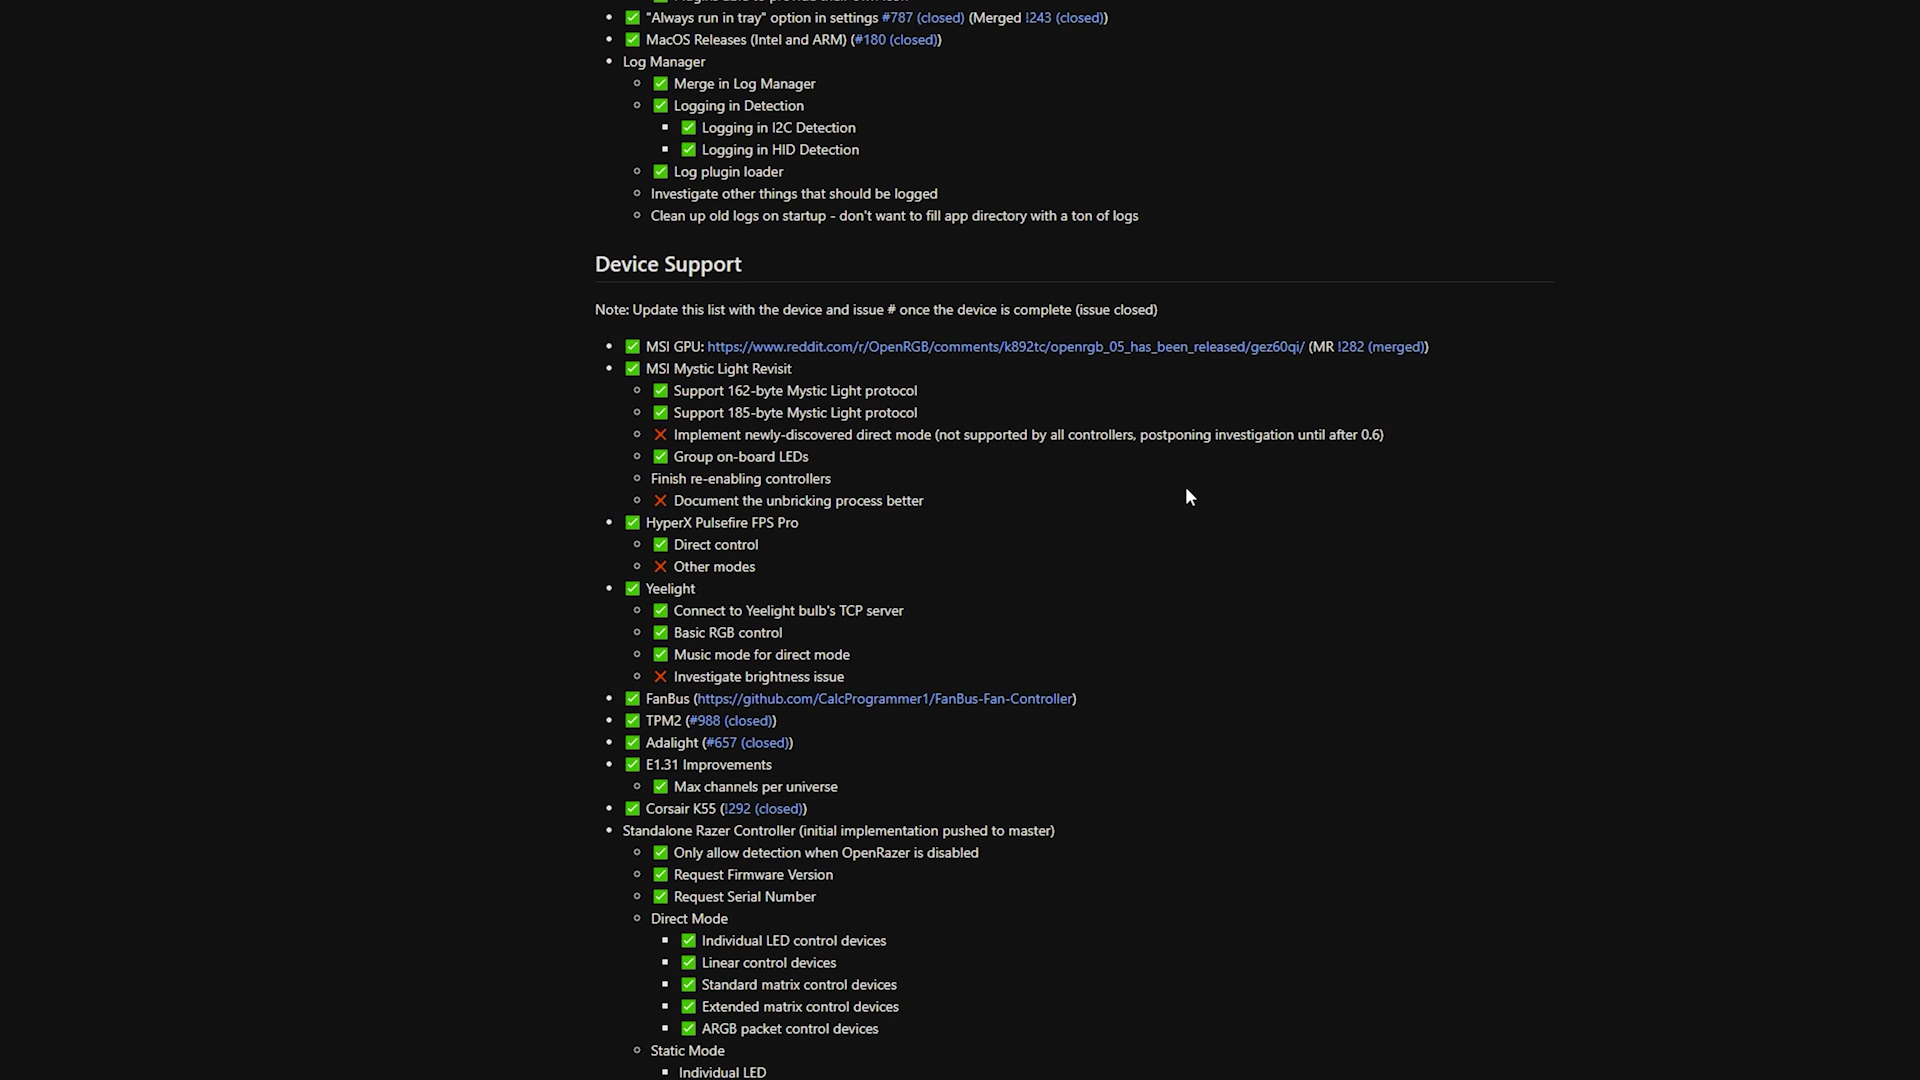 "Always run in tray" option in settings #787 (closed) (Merged !243 (closed))
MacOS Releases (Intel and ARM) (#180 (closed))
Log Manager
Merge in Log Manager
Logging in Detection
Logging in I2C Detection
Logging in HID Detection
Log plugin loader
Investigate other things that should be logged
Clean up old logs on startup - don't want to fill app directory with a ton of logs
Device Support
Note: Update this list with the device and issue # once the device is complete (issue closed)
MSI GPU: https://www.reddit.com/r/OpenRGB/comments/k892tc/openrgb_05_has_been_released/gez60qi/ (MR !282 (merged))
MSI Mystic Light Revisit
Support 162-byte Mystic Light protocol
Support 185-byte Mystic Light protocol
Implement newly-discovered direct mode (not supported by all controllers, postponing investigation until after 0.6)
Group on-board LEDs
Finish re-enabling controllers
Document the unbricking process better
HyperX Pulsefire FPS Pro
Direct control
Other modes
Yeelight
Connect to Yeelight bulb's TCP server
Basic RGB control
Music mode for direct mode
Investigate brightness issue
FanBus (https://github.com/CalcProgrammer1/FanBus-Fan-Controller)
TPM2 (#988 (closed))
Adalight (#657 (closed))
E1.31 Improvements
Max channels per universe
Corsair K55 (!292 (closed))
Standalone Razer Controller (initial implementation pushed to master)
Only allow detection when OpenRazer is disabled
Request Firmware Version
Request Serial Number
Direct Mode
Individual LED control devices
Linear control devices
Standard matrix control devices
Extended matrix control devices
ARGB packet control devices
Static Mode
Individual LED